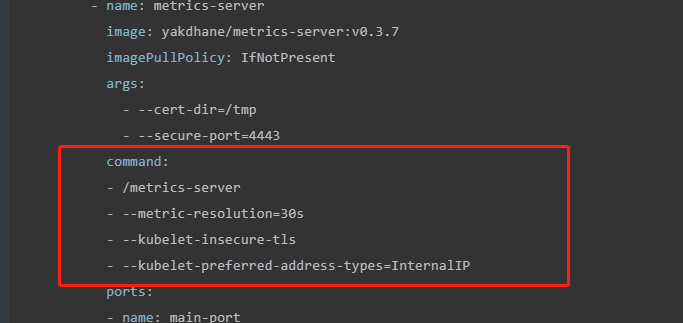 - name: metrics-server
image: yakdhane/metrics-server:v0.3.7
imagePullPolicy: IfNotPresent
args:
- --cert-dir=/tmp
- --secure-port=4443
command:
- /metrics-server
- --metric-resolution=30s
- --kubelet-insecure-tls
- --kubelet-preferred-address-types=InternalIP
ports:
- name: main-port